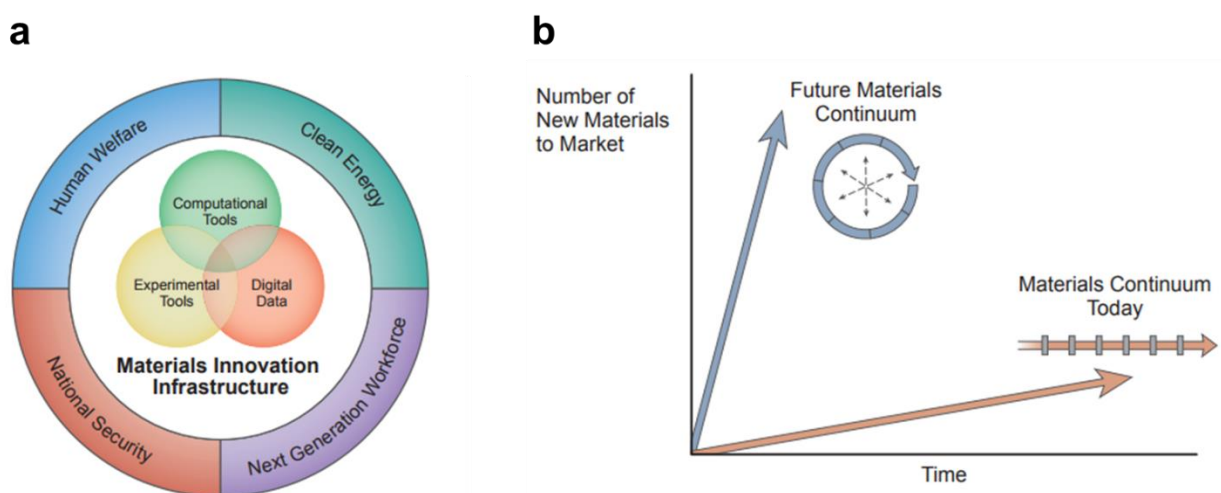 a
Human Welfare
Clean Energy
Computational
Tools
Experimental
Tools
Digital
Data
Materials Innovation
Infrastructure
National Security
Next Generation Workforce
b
Number of
New Materials
to Market
Future Materials
Continuum
Materials Continuum
Today
Time